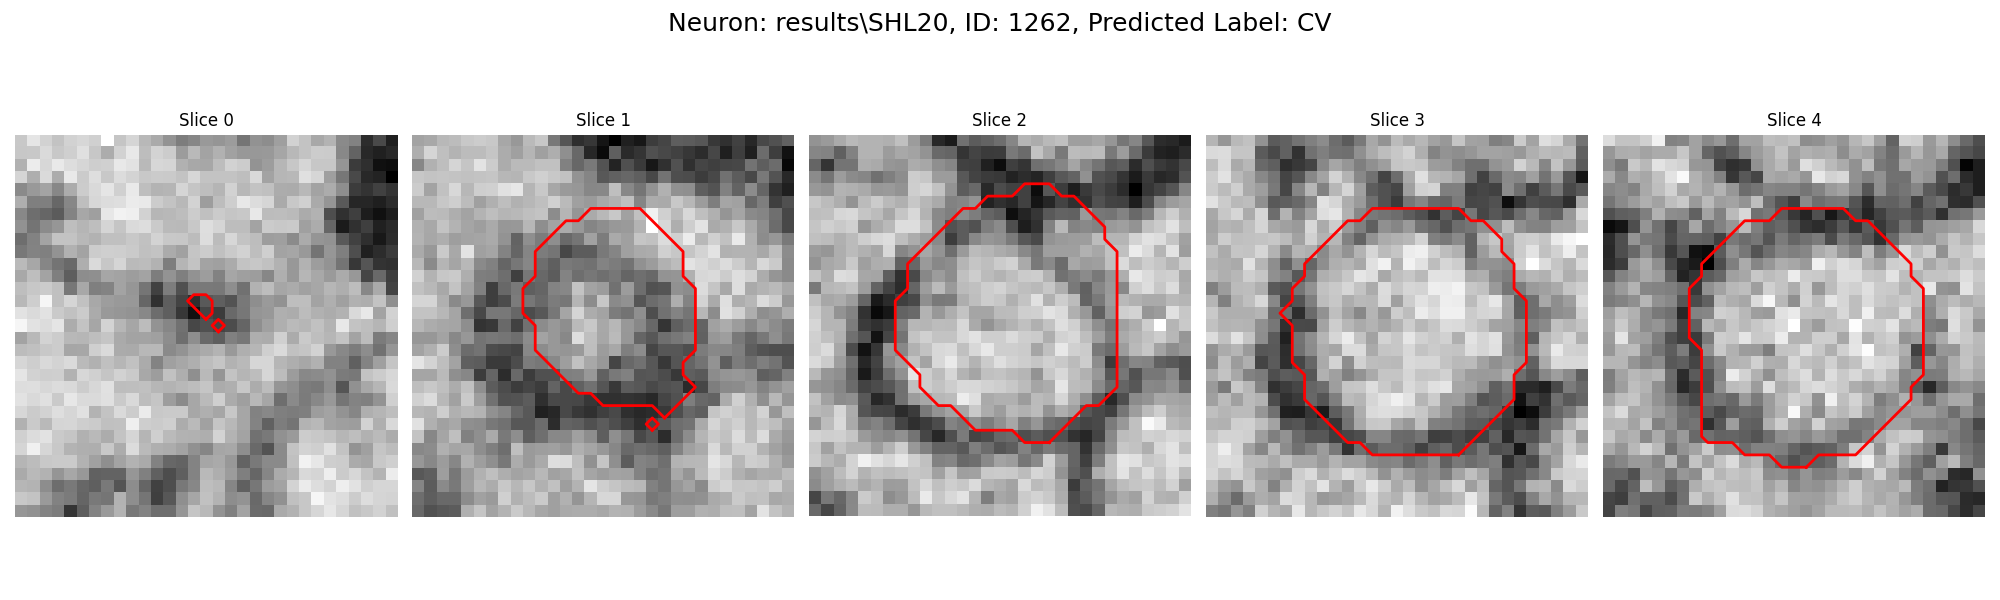 Neuron: results\SHL20, ID: 1262, Predicted Label: CV
Slice 0
Slice 1
Slice 2
Slice 3
Slice 4